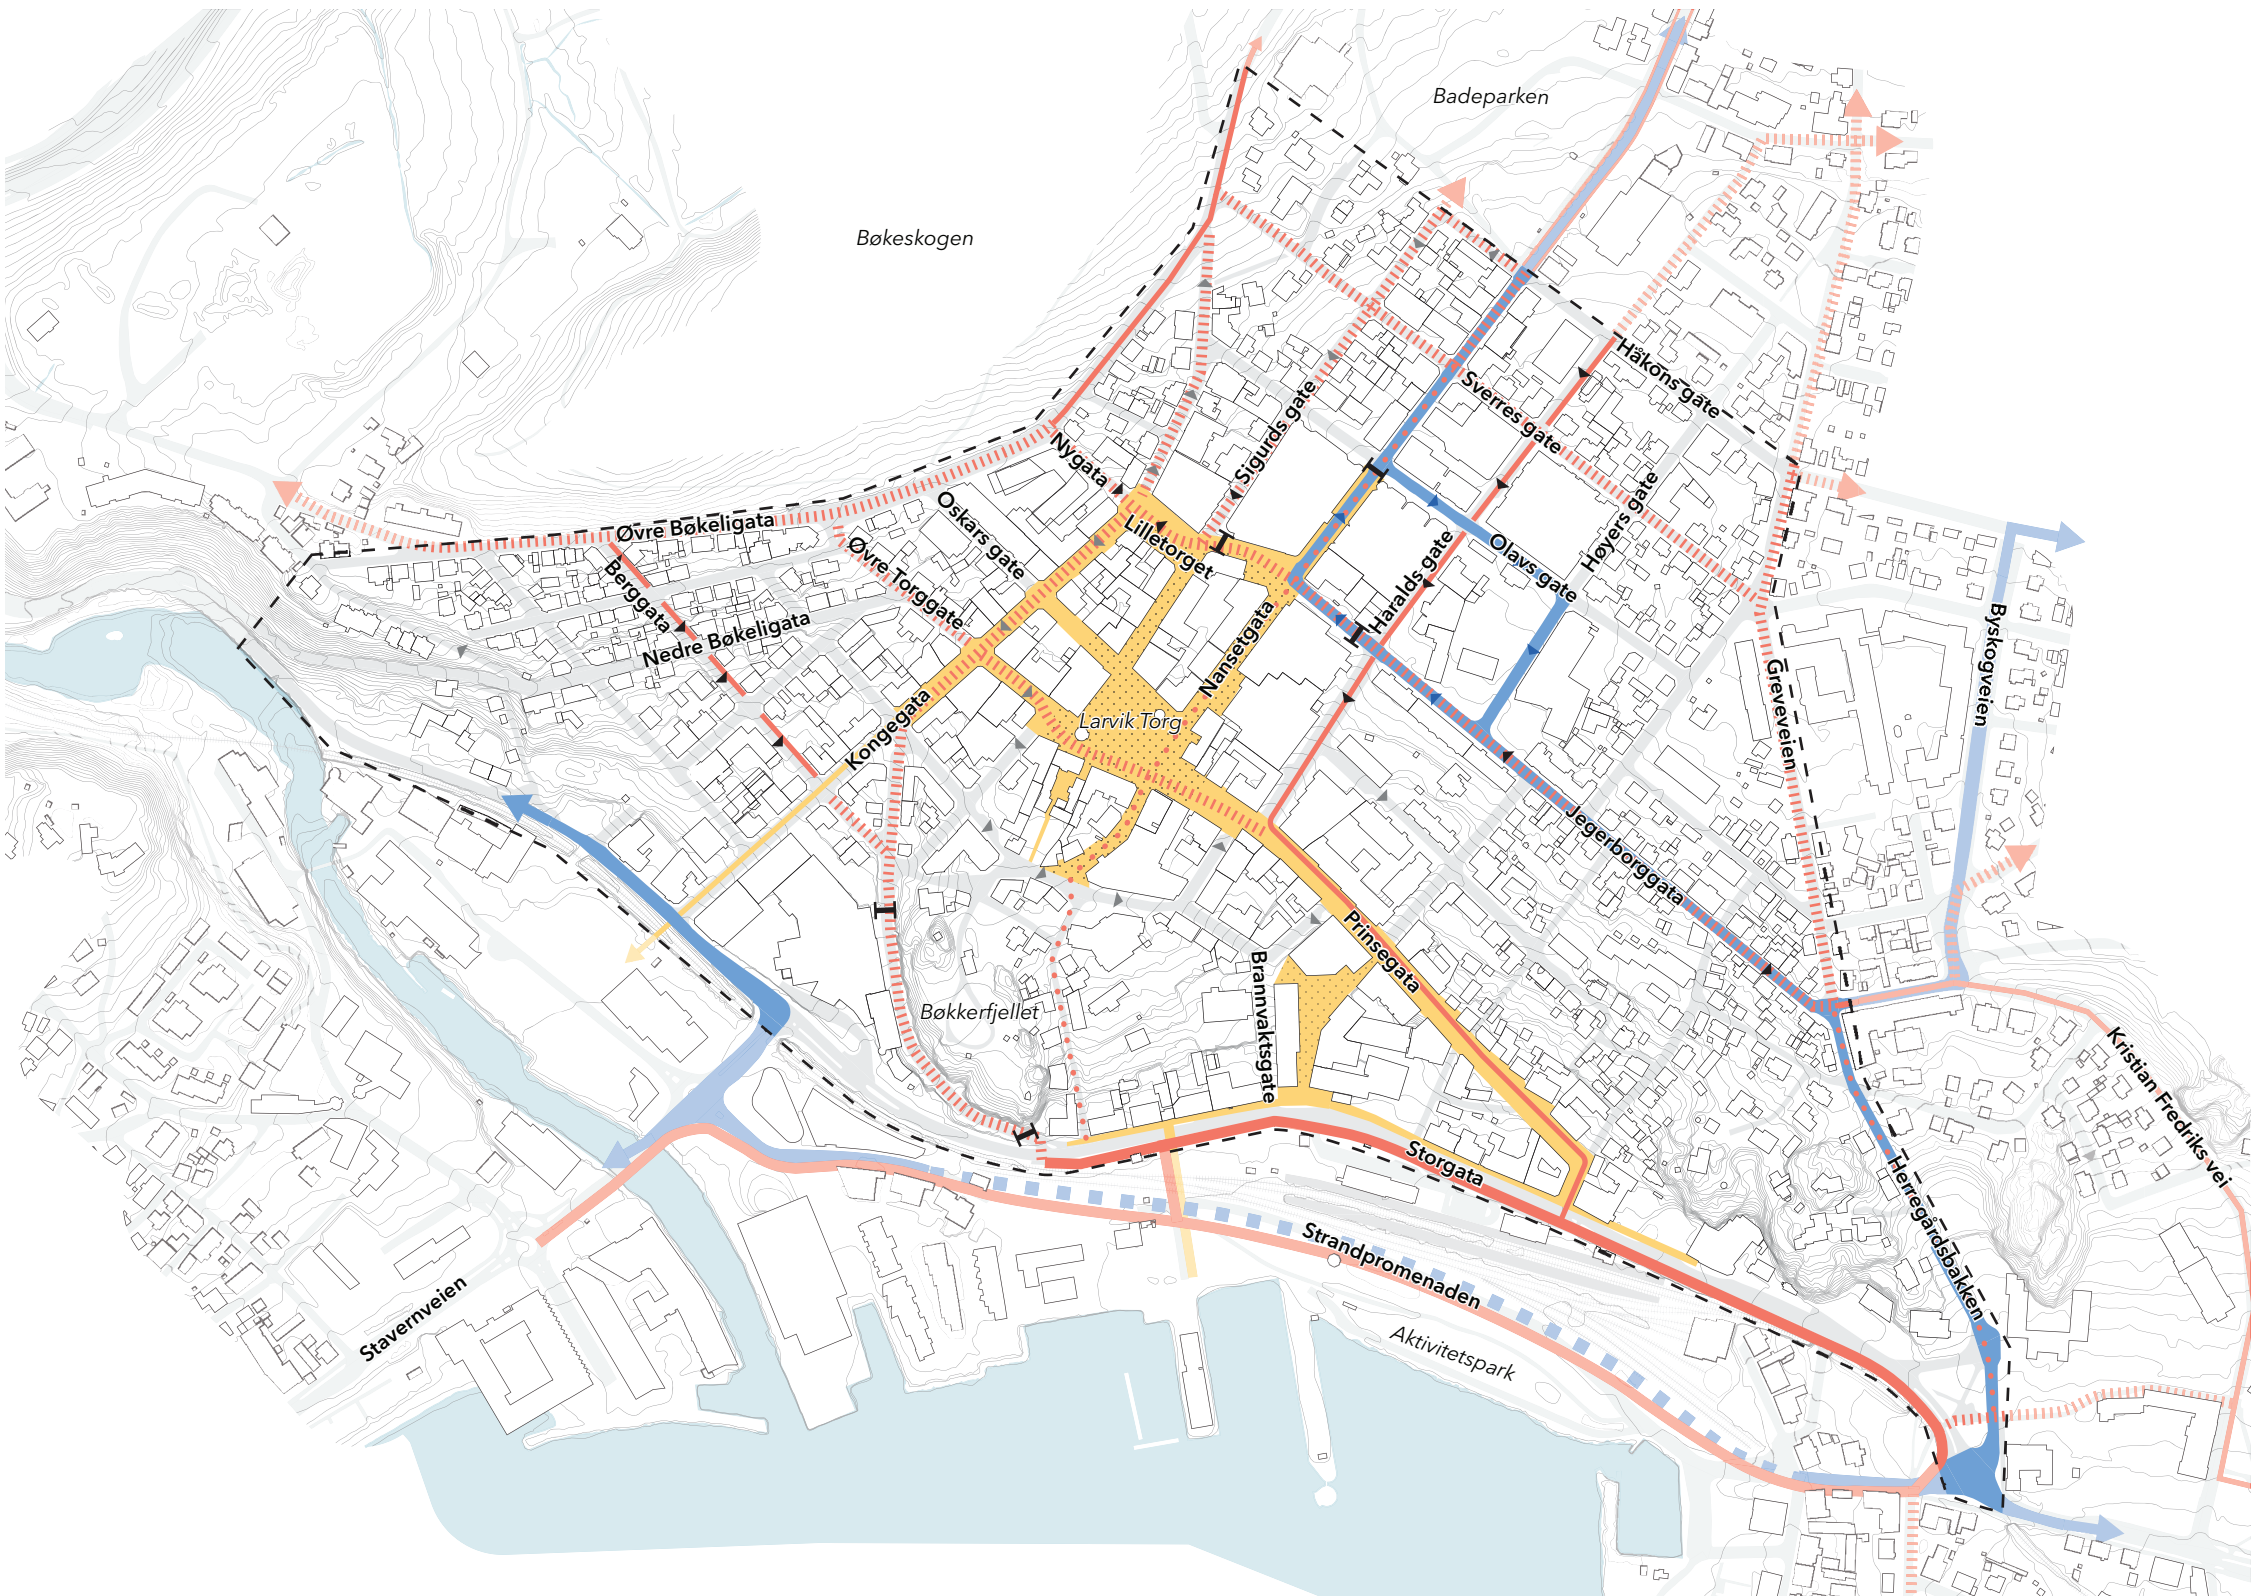 Badeparken
Bøkeskogen
Håkons gate
Sverres gate
Sigurds gate
Nygata
Høyers gate
Oskars gate
Øvre Bøkeligata
Lilletorget
Olavs gate
Haralds gate
Øvre Torggate
Berggata
Nedre Bøkeligata
Nansetgata
Byskogveien
Greveveien
Larvik Torg
Kongegata
Jegerborggata
Prinsegata
Brannvaktsgate
Bøkkerfjellet
Kristian Fredriks vei
Storgata
Herregårdsbakken
Strandpromenaden
Stavernveien
Aktivitetspark